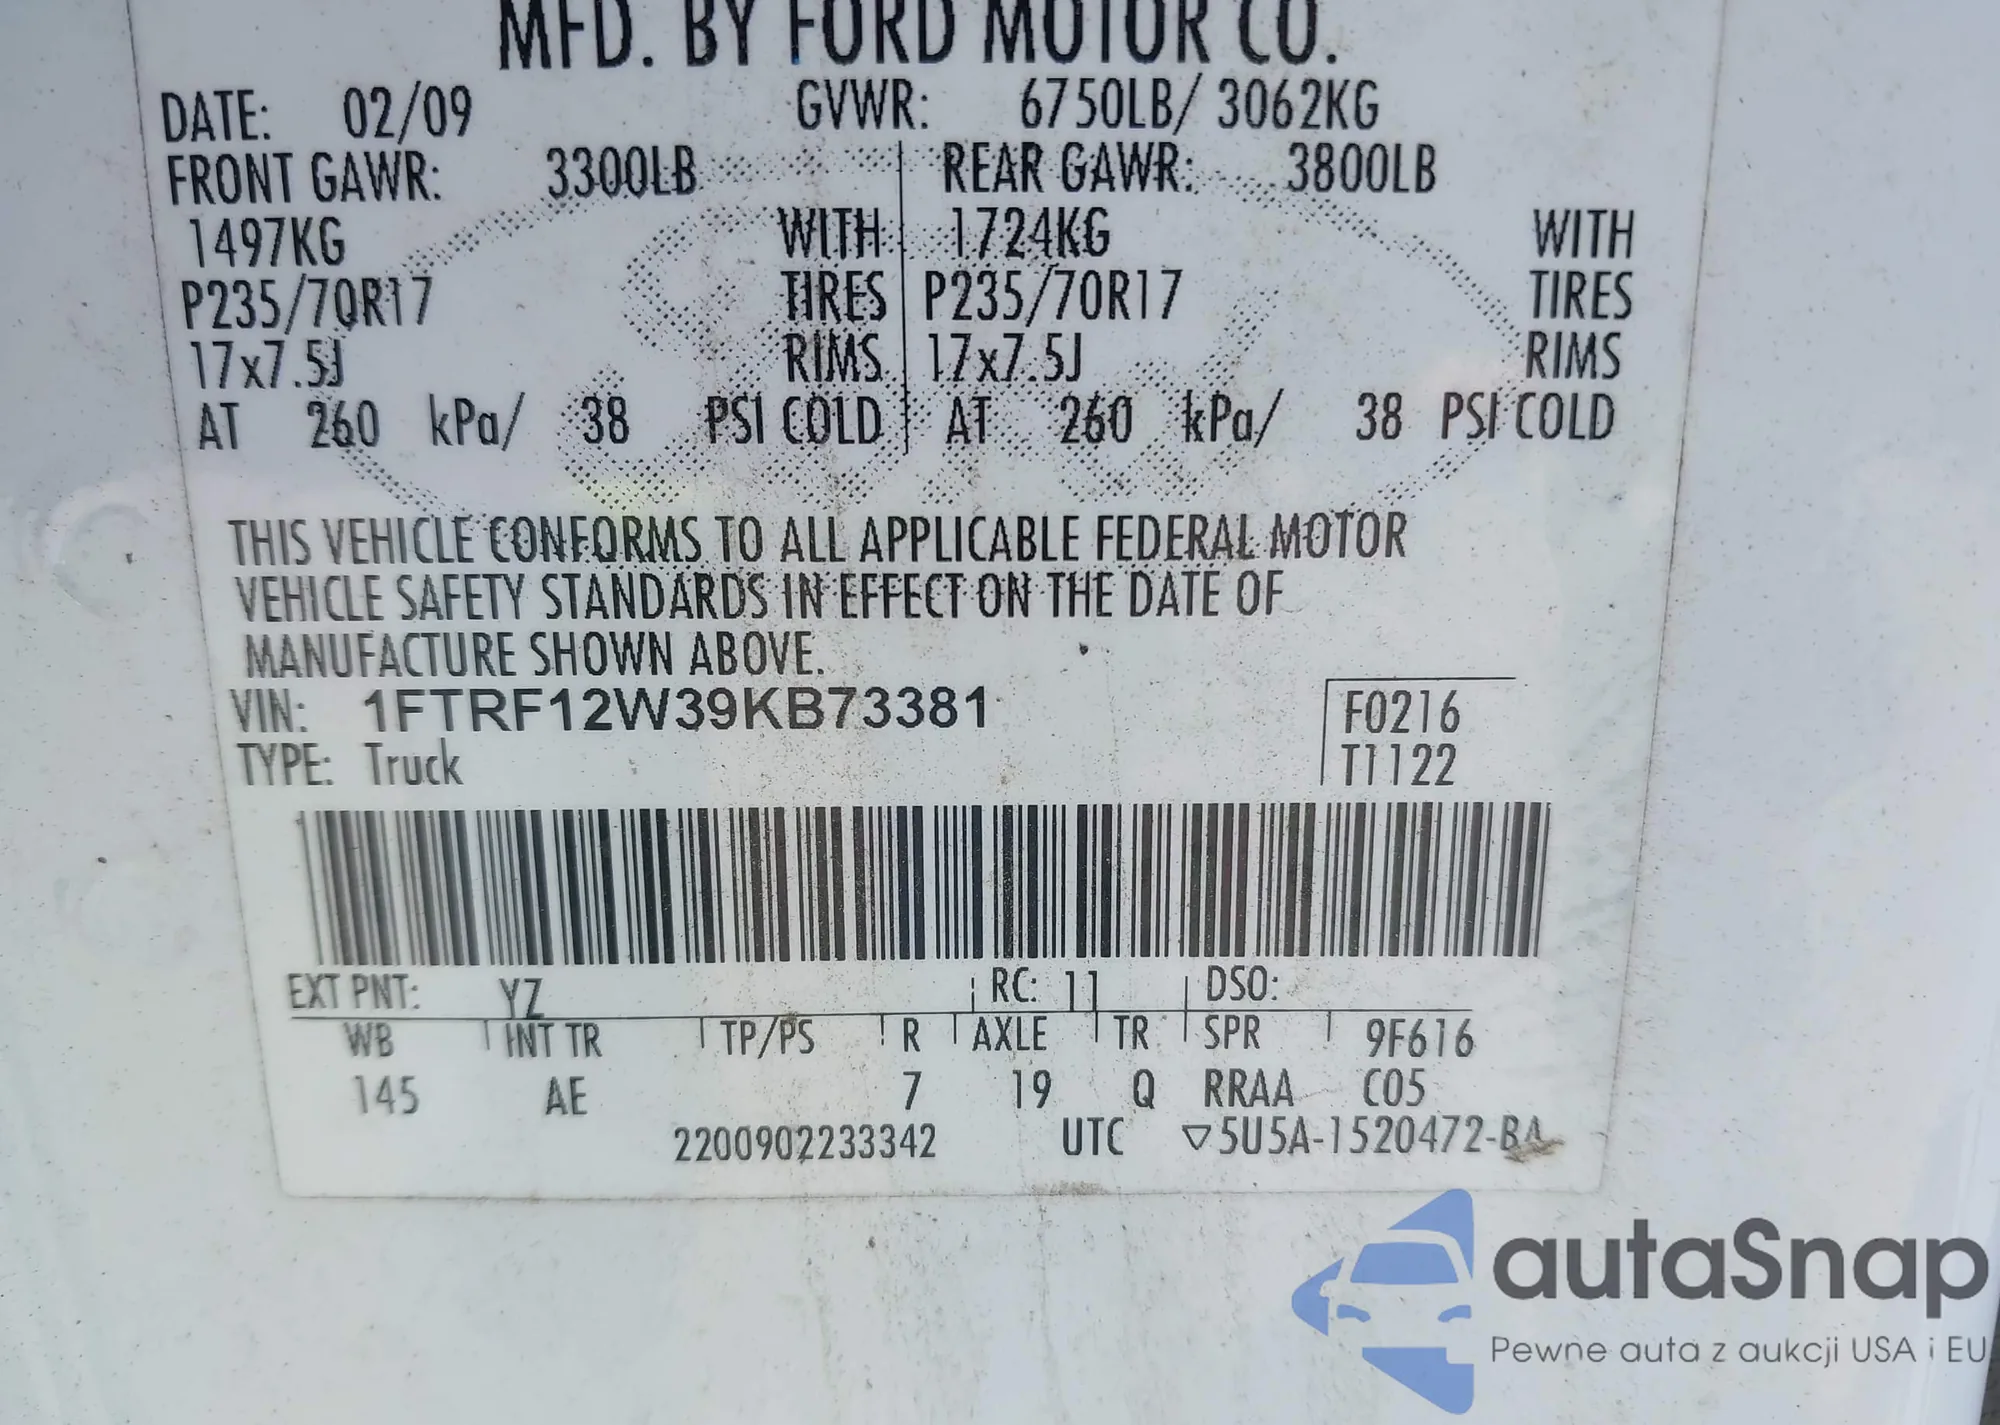 MFD. BY FORD MOTOR CO.
DATE: 02/09 GVWR: 6750LB/ 3062KG
FRONT GAWR: 3300LB REAR GAWR: 3800LB
1497KG WITH 1724KG WITH
P235/70R17 TIRES P235/70R17 TIRES
17x7.5J RIMS 17x7.5J RIMS
AT 260 kPa/ 38 PSI COLD AT 260 kPa/ 38 PSI COLD
THIS VEHICLE CONFORMS TO ALL APPLICABLE FEDERAL MOTOR
VEHICLE SAFETY STANDARDS IN EFFECT ON THE DATE OF
MANUFACTURE SHOWN ABOVE.
VIN: 1FTRF12W39KB73381 F0216
TYPE: Truck T1122
EXT PNT: YZ RC: 11 DSO:
WB INT TR TP/PS R AXLE TR SPR 9F616
145 AE 7 19 Q RRAA C05
2200902233342 UTC ▽5U5A-1520472-BA
autaSnap
Pewne auta z aukcji USA i EU